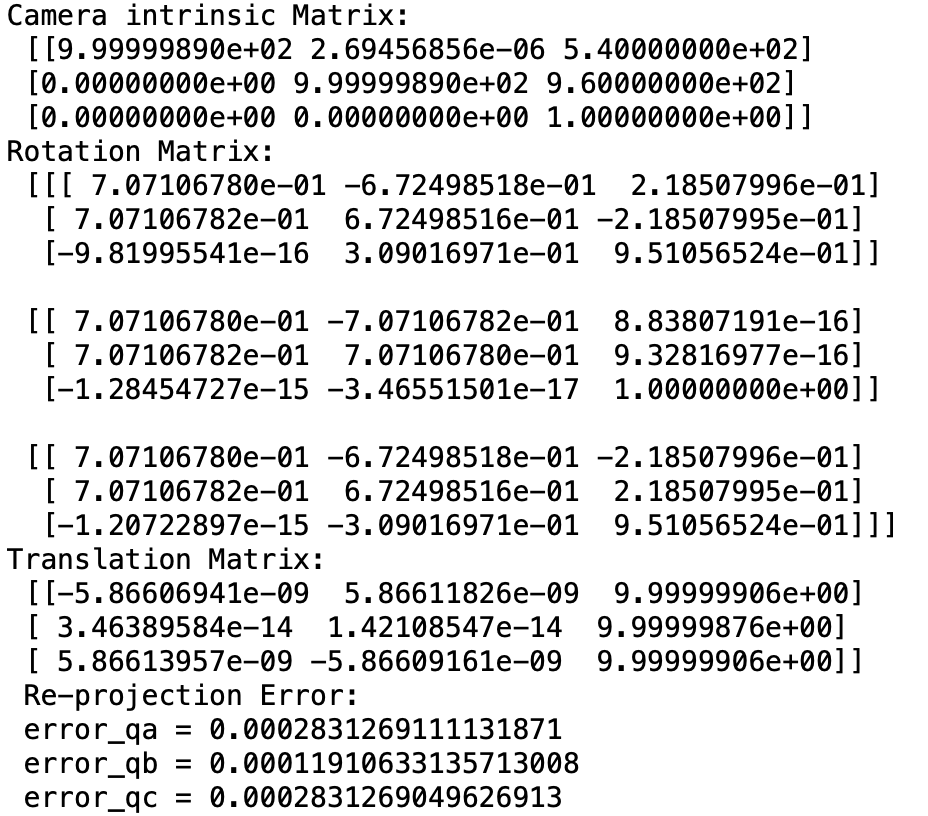 Camera intrinsic Matrix:
[[9.99999890e+02 2.69456856e-06 5.40000000e+02]
[0.00000000e+00 9.99999890e+02 9.60000000e+02]
[0.00000000e+00 0.00000000e+00 1.00000000e+00]]
Rotation Matrix:
[[[ 7.07106780e-01 -6.72498518e-01 2.18507996e-01]
[ 7.07106782e-01 6.72498516e-01 -2.18507995e-01]
[-9.81995541e-16 3.09016971e-01 9.51056524e-01]]
[[ 7.07106780e-01 -7.07106782e-01 8.83807191e-16]
[ 7.07106782e-01 7.07106780e-01 9.32816977e-16]
[-1.28454727e-15 -3.46551501e-17 1.00000000e+00]]
[[ 7.07106780e-01 -6.72498518e-01 -2.18507996e-01]
[ 7.07106782e-01 6.72498516e-01 2.18507995e-01]
[-1.20722897e-15 -3.09016971e-01 9.51056524e-01]]]
Translation Matrix:
[[-5.86606941e-09 5.86611826e-09 9.99999906e+00]
[ 3.46389584e-14 1.42108547e-14 9.99999876e+00]
[ 5.86613957e-09 -5.86609161e-09 9.99999906e+00]]
Re-projection Error:
error_qa = 0.0002831269111131871
error_qb = 0.00011910633135713008
error_qc = 0.0002831269049626913